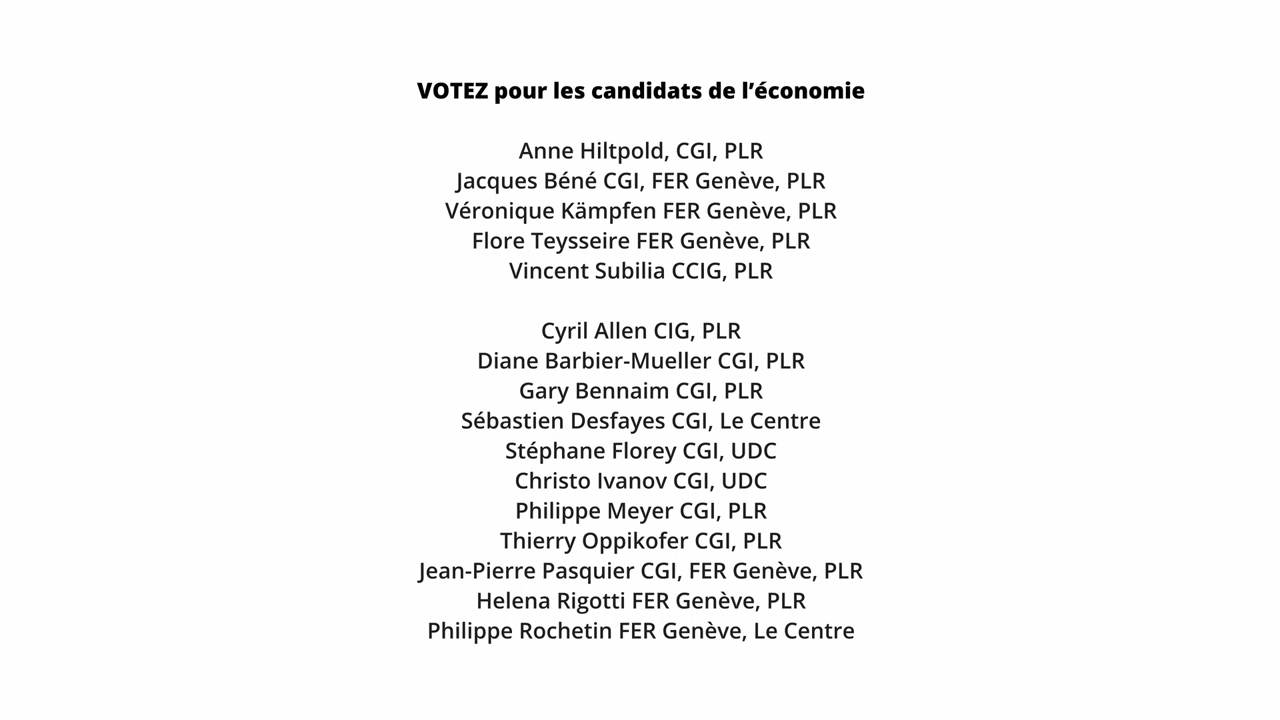 VOTEZ pour les candidats de l’économie
Anne Hiltpold, CGI, PLR
Jacques Béné CGI, FER Genève, PLR
Véronique Kämpfen FER Genève, PLR
Flore Teysseire FER Genève, PLR
Vincent Subilia CCIG, PLR
Cyril Allen CIG, PLR
Diane Barbier-Mueller CGI, PLR
Gary Bennaim CGI, PLR
Sébastien Desfayes CGI, Le Centre
Stéphane Florey CGI, UDC
Christo Ivanov CGI, UDC
Philippe Meyer CGI, PLR
Thierry Oppikofer CGI, PLR
Jean-Pierre Pasquier CGI, FER Genève, PLR
Helena Rigotti FER Genève, PLR
Philippe Rochetin FER Genève, Le Centre